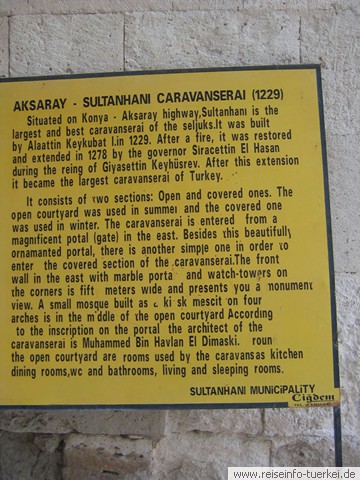 AKSARAY - SULTANHANI CARAVANSERAI (1229)
Situated on Konya - Aksaray highway,Sultanhanı is the
largest and best caravanserai of the seljuks.It was built
by Alaattin Keykubat I.in 1229. After a fire, it was restored
and extended in 1278 by the governor Siracettin El Hasan
during the reing of Giyasettin Keyhüsrev. After this extension
it became the largest caravanserai of Turkey.
It consists of two sections: Open and covered ones. The
open courtyard was used in summer and the covered one
was used in winter. The caravanserai is entered from a
magnificent potal (gate) in the east. Besides this beautifully
ornamanted portal, there is another simple one in order to
enter the covered section of the caravanserai.The front
wall in the east with marble porta and watch-towers on
the corners is fift meters wide and presents you a monument
view. A small mosque built as a ki sk mescit on four
arches is in the middle of the open courtyard According
to the inscription on the portal the architect of the
caravanserai is Muhammed Bin Havlan El Dimaski. roun
the open courtyard are rooms used by the caravansas kitchen
dining rooms,wc and bathrooms, living and sleeping rooms.
SULTANHANI MUNICIPALITY
Çiğdem
www.reiseinfo-tuerkei.de